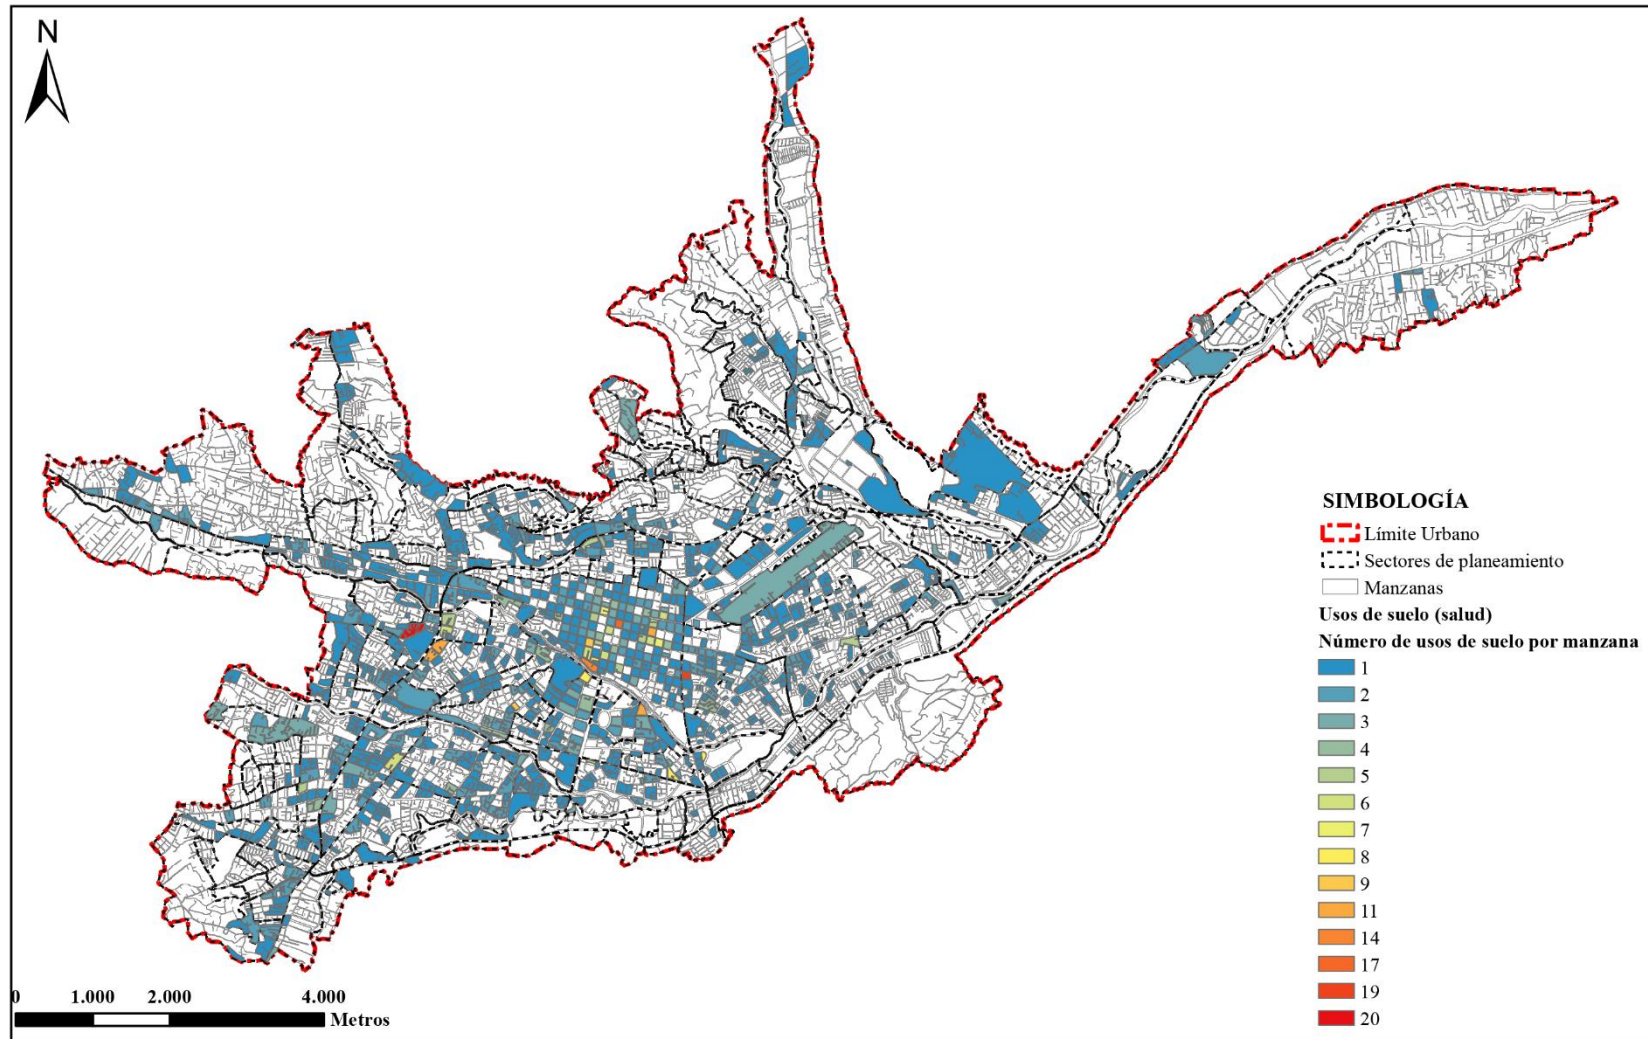 N
SIMBOLOGÍA
Límite Urbano
Sectores de planeamiento
Manzanas
Usos de suelo (salud)
Número de usos de suelo por manzana
1
2
3
4
5
6
7
8
9
11
14
17
19
20
0 1.000 2.000 4.000
Metros